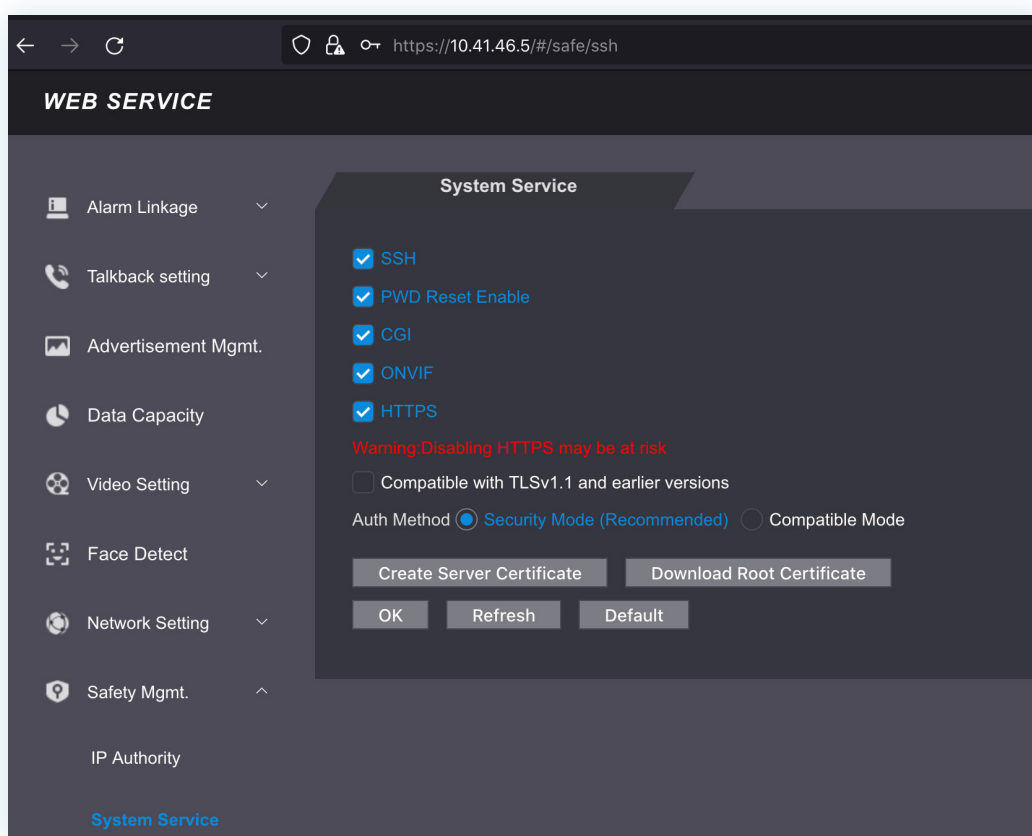 https://10.41.46.5/#/safe/ssh
WEB SERVICE
System Service
Alarm Linkage
Talkback setting
Advertisement Mgmt.
Data Capacity
Video Setting
Face Detect
Network Setting
Safety Mgmt.
IP Authority
System Service
SSH
PWD Reset Enable
CGI
ONVIF
HTTPS
Warning:Disabling HTTPS may be at risk
Compatible with TLSv1.1 and earlier versions
Auth Method Security Mode (Recommended) Compatible Mode
Create Server Certificate Download Root Certificate
OK Refresh Default